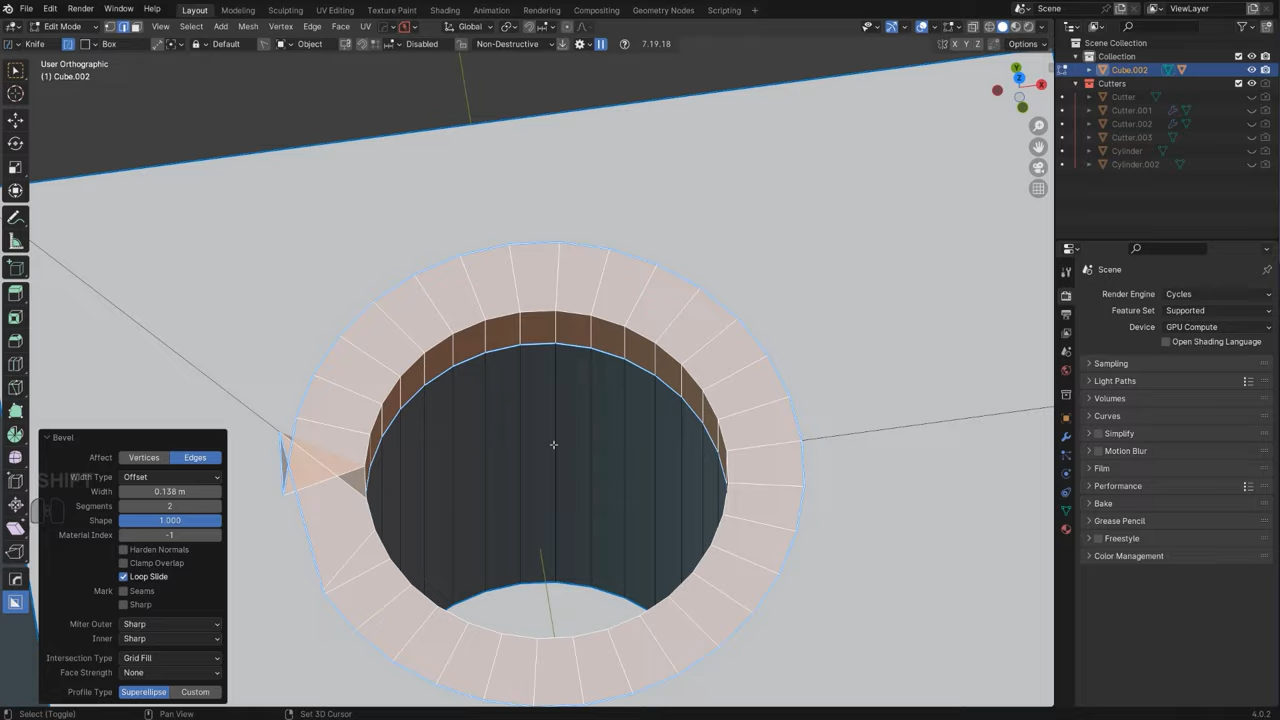 File Edit Render Window Help Layout Modeling Sculpting UV Editing Texture Paint Shading Animation Rendering Compositing Geometry Nodes Scripting Scene ViewLayer
Edit Mode View Select Add Mesh Vertex Edge Face UV Global
Knife Box Default Object Disabled Non-Destructive 7.19.18 X Y Z Options
User Orthographic
(1) Cube.002
Y
Z
X
Scene Collection
Collection
Cube.002
Cutters
Cutter
Cutter.001
Cutter.002
Cutter.003
Cylinder
Cylinder.002
Scene
Render Engine Cycles
Feature Set Supported
Device GPU Compute
Open Shading Language
Sampling
Light Paths
Volumes
Curves
Simplify
Motion Blur
Film
Performance
Bake
Grease Pencil
Freestyle
Color Management
Bevel
Affect Vertices Edges
SHIFT
Width Type Offset
Width 0.138 m
Segments 2
Shape 1.000
Material Index -1
Harden Normals
Clamp Overlap
Loop Slide
Mark Seams
Sharp
Miter Outer Sharp
Inner Sharp
Intersection Type Grid Fill
Face Strength None
Profile Type Superellipse Custom
Select (Toggle) Pan View Set 3D Cursor 4.0.2